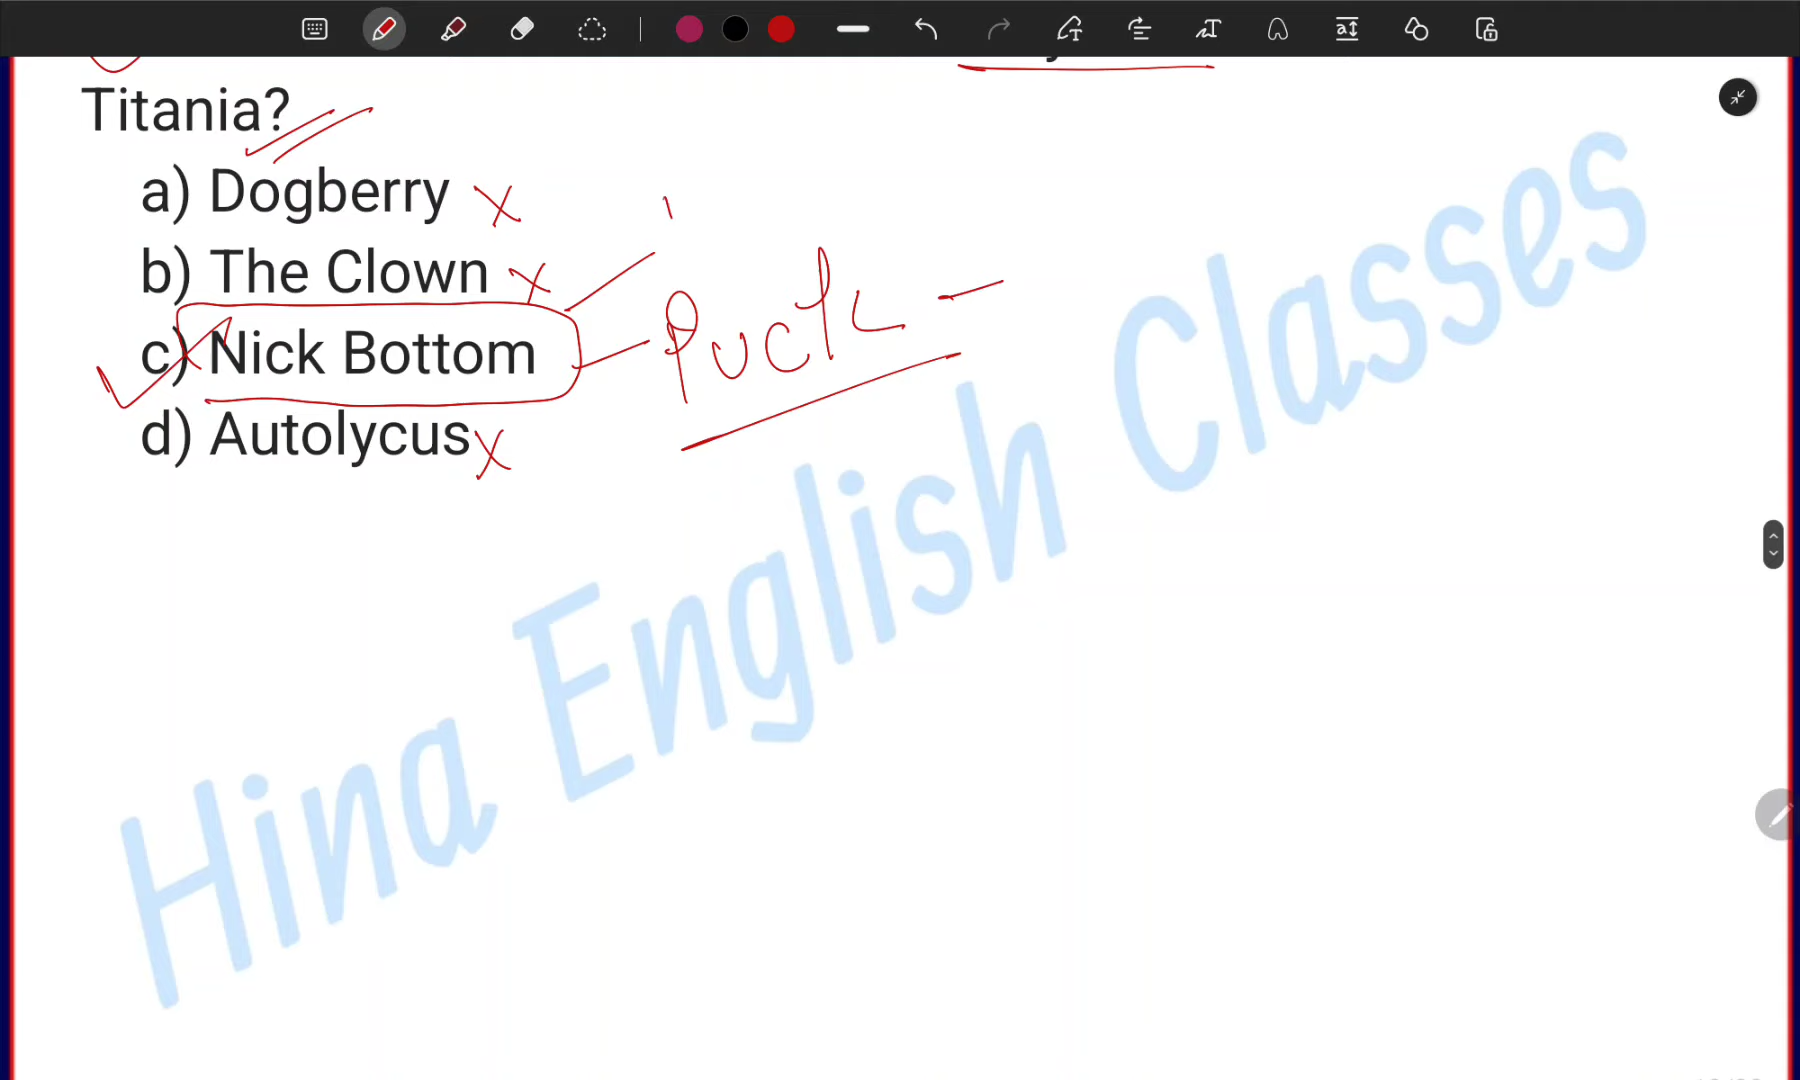 Titania?
a) Dogberry x
b) The Clown x
c) Nick Bottom
Puck
d) Autolycus x
Hina English Classes